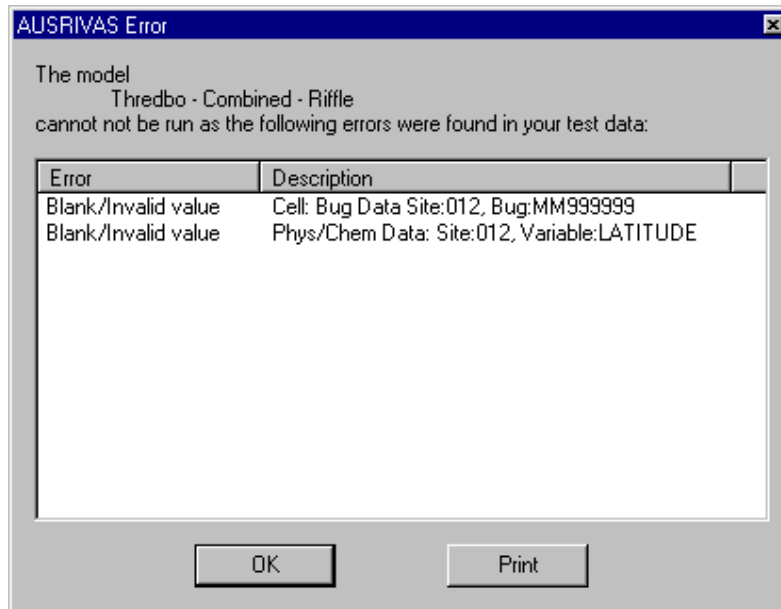 AUSRIVAS Error
The model
Thredbo - Combined - Riffle
cannot not be run as the following errors were found in your test data:
Error Description
Blank/Invalid value Cell: Bug Data Site:012, Bug:MM999999
Blank/Invalid value Phys/Chem Data: Site:012, Variable:LATITUDE
OK Print